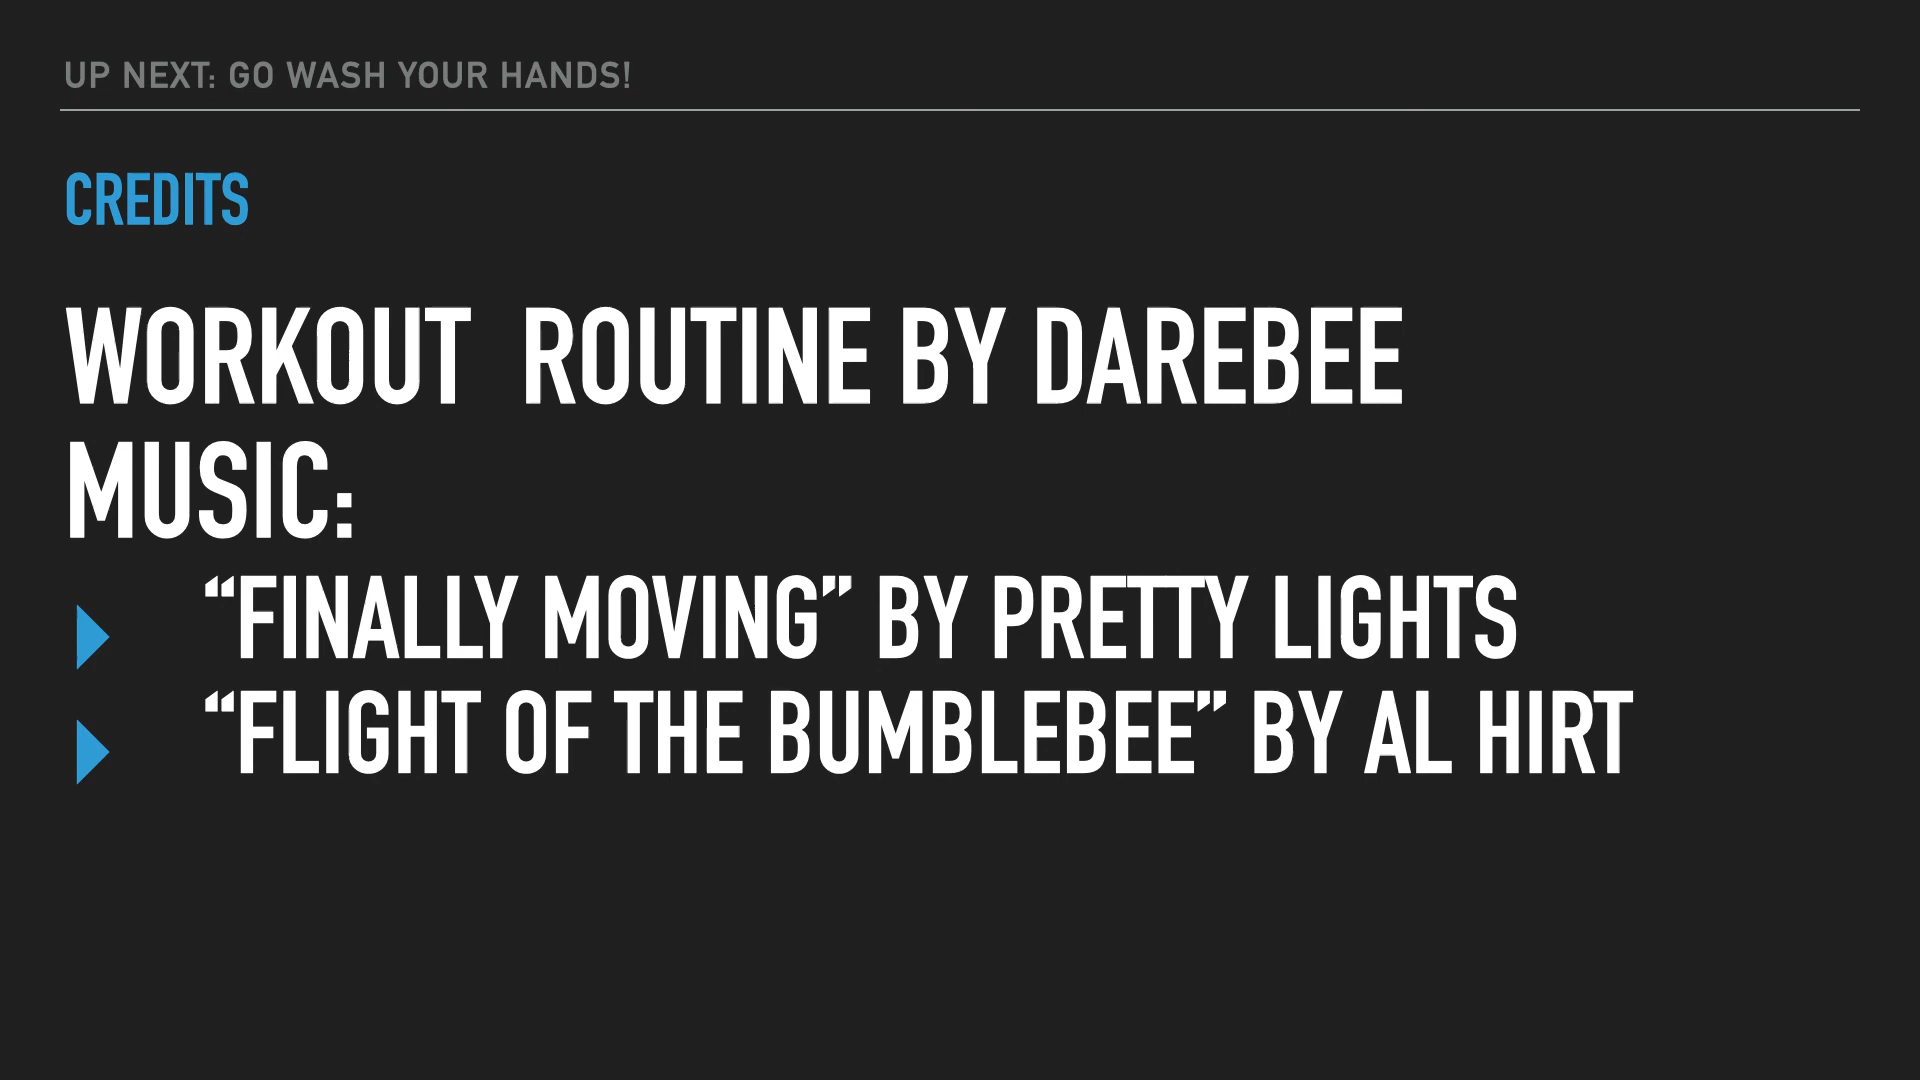 UP NEXT: GO WASH YOUR HANDS!
CREDITS
WORKOUT  ROUTINE BY DAREBEE
MUSIC:
“FINALLY MOVING” BY PRETTY LIGHTS
“FLIGHT OF THE BUMBLEBEE” BY AL HIRT